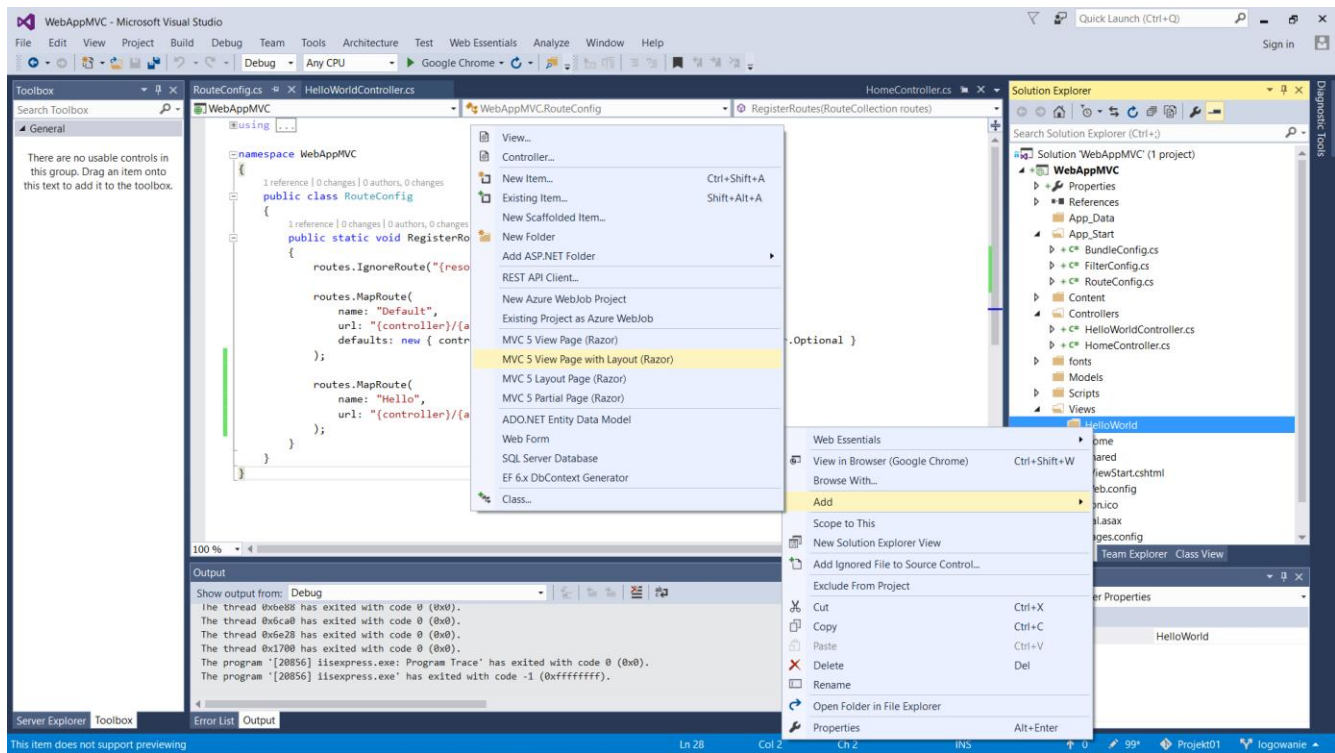 WebAppMVC - Microsoft Visual Studio
Quick Launch (Ctrl+Q)
File Edit View Project Build Debug Team Tools Architecture Test Web Essentials Analyze Window Help
Sign in
Debug Any CPU Google Chrome
Toolbox
Search Toolbox
General
There are no usable controls in
this group. Drag an item onto
this text to add it to the toolbox.
Server Explorer Toolbox
RouteConfig.cs HelloWorldController.cs HomeController.cs
WebAppMVC WebAppMVC.RouteConfig RegisterRoutes(RouteCollection routes)
using ...
namespace WebAppMVC
{
1 reference | 0 changes | 0 authors, 0 changes
public class RouteConfig
{
1 reference | 0 changes | 0 authors, 0 changes
public static void RegisterRo
{
routes.IgnoreRoute("{reso
routes.MapRoute(
name: "Default",
url: "{controller}/{a
defaults: new { contr .Optional }
);
routes.MapRoute(
name: "Hello",
url: "{controller}/{a
);
}
}
}
100 %
View...
Controller...
New Item... Ctrl+Shift+A
Existing Item... Shift+Alt+A
New Scaffolded Item...
New Folder
Add ASP.NET Folder
REST API Client...
New Azure WebJob Project
Existing Project as Azure WebJob
MVC 5 View Page (Razor)
MVC 5 View Page with Layout (Razor)
MVC 5 Layout Page (Razor)
MVC 5 Partial Page (Razor)
ADO.NET Entity Data Model
Web Form
SQL Server Database
EF 6.x DbContext Generator
Class...
Web Essentials
View in Browser (Google Chrome) Ctrl+Shift+W
Browse With...
Add
Scope to This
New Solution Explorer View
Add Ignored File to Source Control...
Exclude From Project
Cut Ctrl+X
Copy Ctrl+C
Paste Ctrl+V
Delete Del
Rename
Open Folder in File Explorer
Properties Alt+Enter
Output
Show output from: Debug
The thread 0x6e88 has exited with code 0 (0x0).
The thread 0x6ca0 has exited with code 0 (0x0).
The thread 0x6e28 has exited with code 0 (0x0).
The thread 0x1700 has exited with code 0 (0x0).
The program '[20856] iisexpress.exe: Program Trace' has exited with code 0 (0x0).
The program '[20856] iisexpress.exe' has exited with code -1 (0xffffffff).
Error List Output
Solution Explorer
Search Solution Explorer (Ctrl+;)
Solution 'WebAppMVC' (1 project)
WebAppMVC
Properties
References
App_Data
App_Start
C# BundleConfig.cs
C# FilterConfig.cs
C# RouteConfig.cs
Content
Controllers
C# HelloWorldController.cs
C# HomeController.cs
fonts
Models
Scripts
Views
HelloWorld
ome
ared
iewStart.cshtml
eb.config
on.ico
al.asax
ages.config
Team Explorer Class View
er Properties
HelloWorld
Diagnostic Tools
This item does not support previewing Ln 28 Col 2 Ch 2 INS 0 99* Projekt01 logowanie